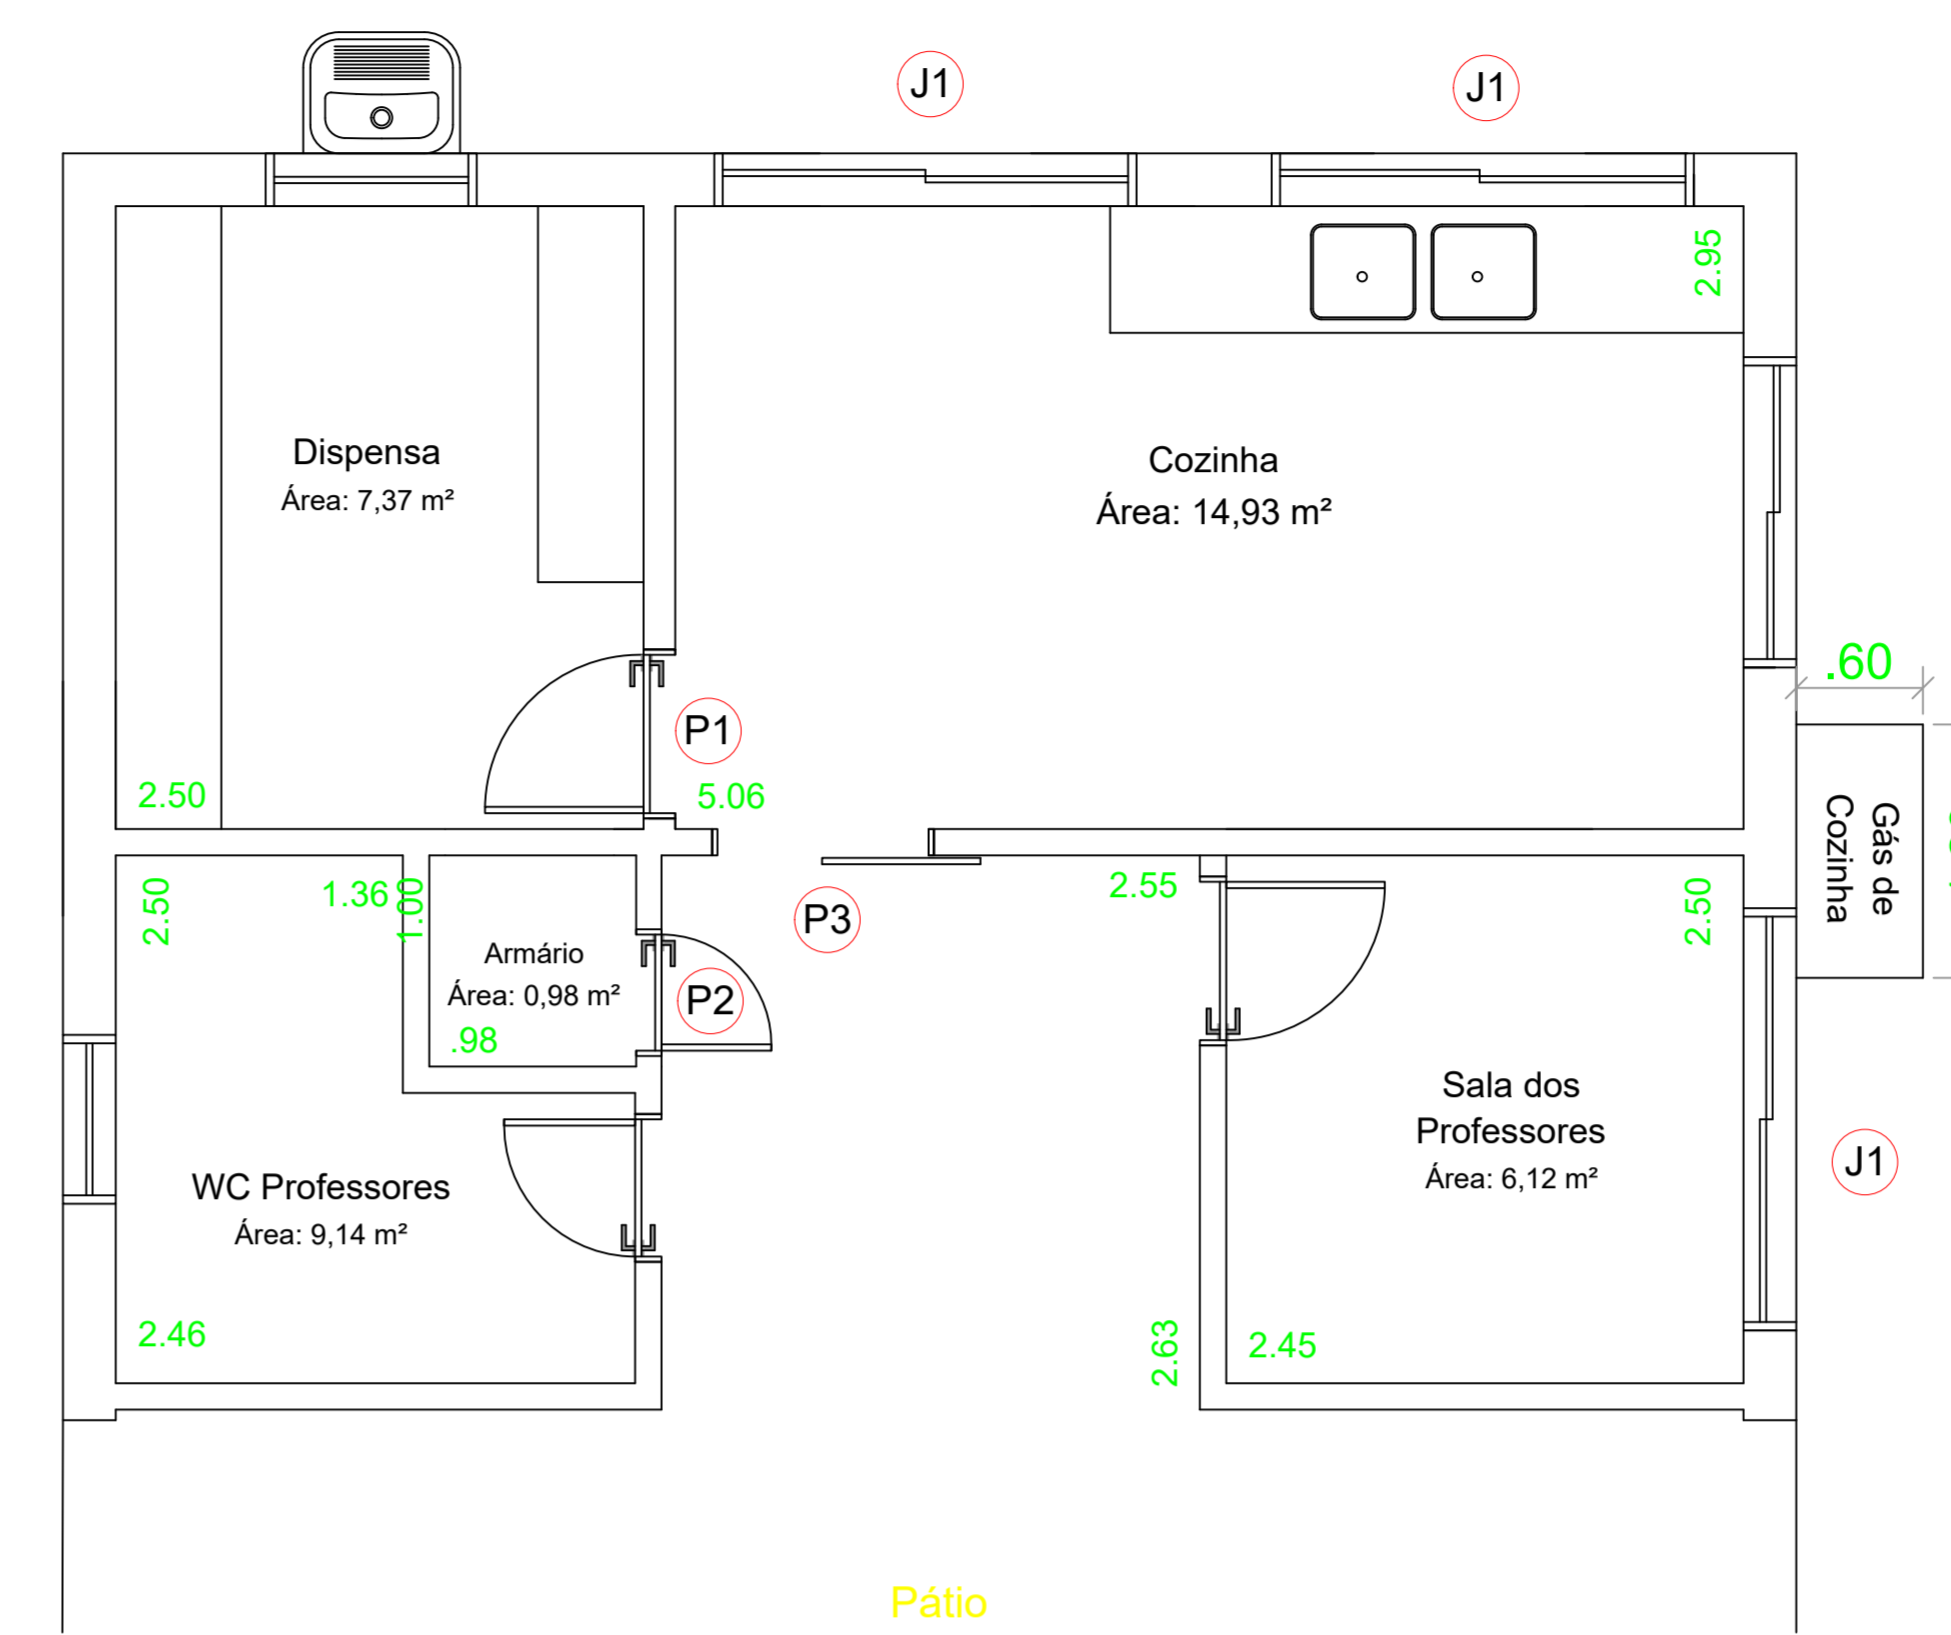 J1
J1
2.95
Dispensa
Área: 7,37 m²
Cozinha
Área: 14,93 m²
.60
P1
2.50
5.06
Gás de
Cozinha
2.50
1.36
1.00
2.55
2.50
P3
Armário
Área: 0,98 m²
P2
.98
Sala dos
Professores
Área: 6,12 m²
J1
WC Professores
Área: 9,14 m²
2.46
2.63
2.45
Pátio